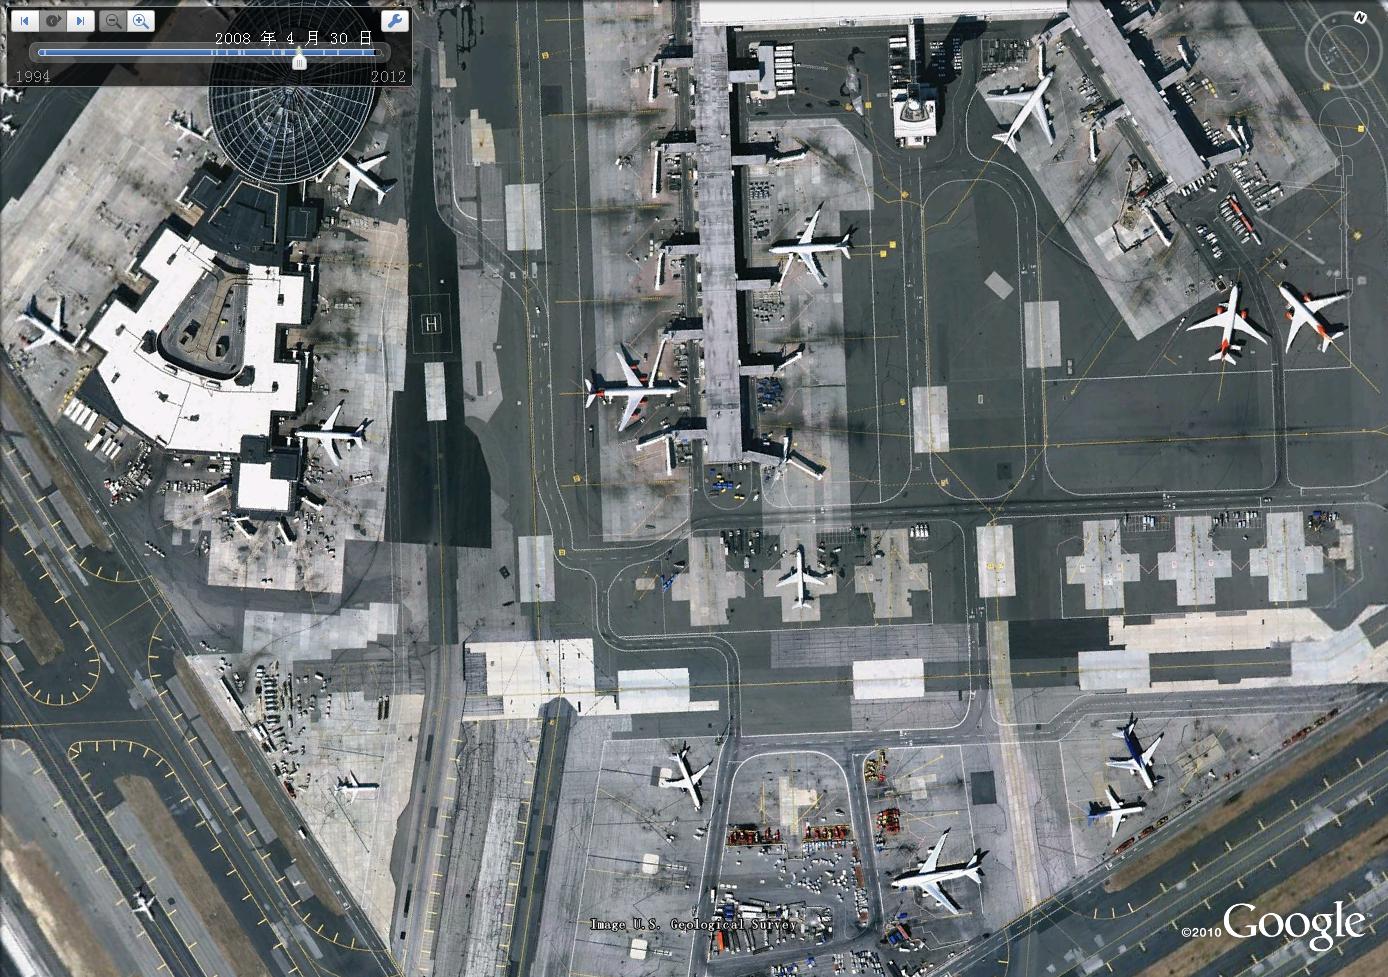 2008 年 4 月 30 日
1994 2012
N
H
Image U.S. Geological Survey
©2010 Google